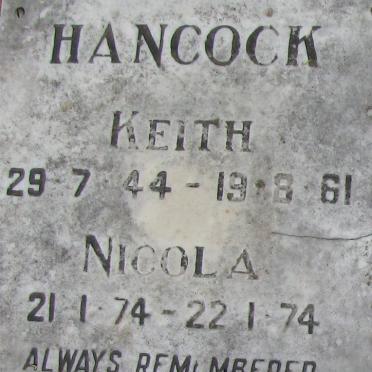 HANCOCK
KEITH
29·7·44-19·8·61
NICOLA
21·1·74-22·1·74
ALWAYS REMEMBERED